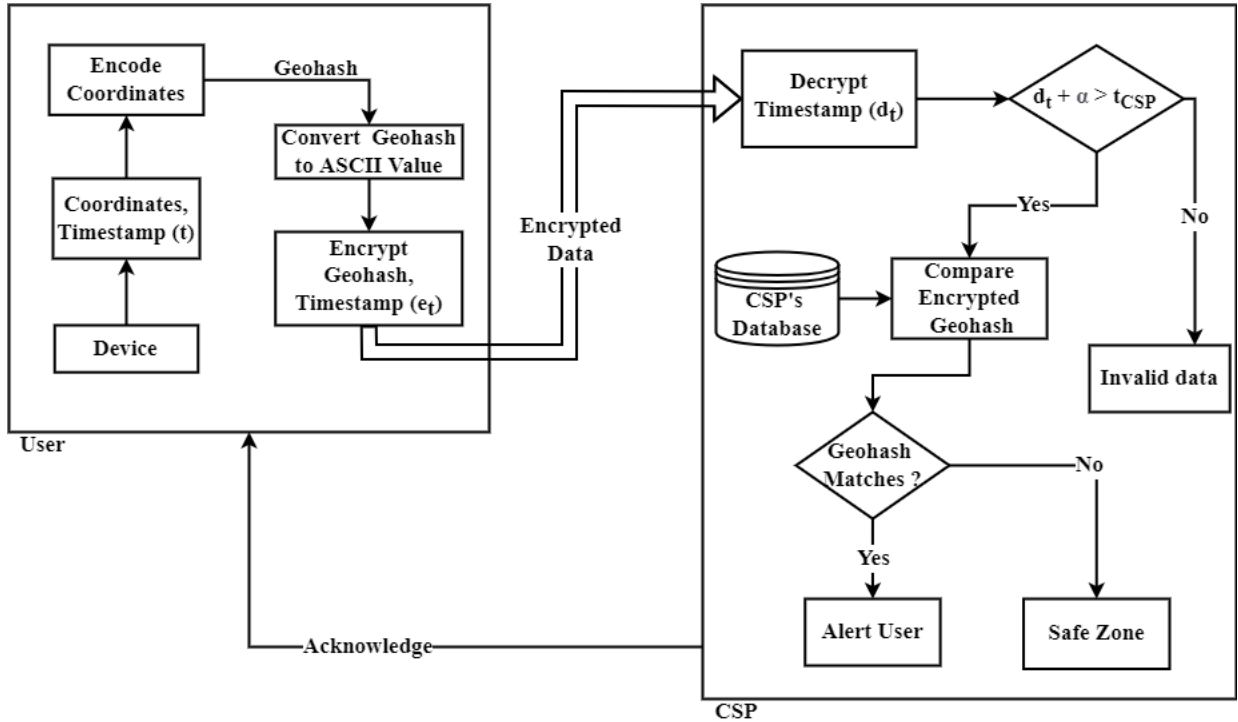 Encode
Coordinates
Geohash
Convert Geohash
to ASCII Value
Coordinates,
Timestamp (t)
Encrypt
Geohash,
Timestamp (eₜ)
Device
User
Encrypted
Data
Decrypt
Timestamp (dₜ)
dₜ + α > t_CSP
Yes
No
CSP's
Database
Compare
Encrypted
Geohash
Invalid data
Geohash
Matches ?
No
Yes
Alert User
Safe Zone
Acknowledge
CSP